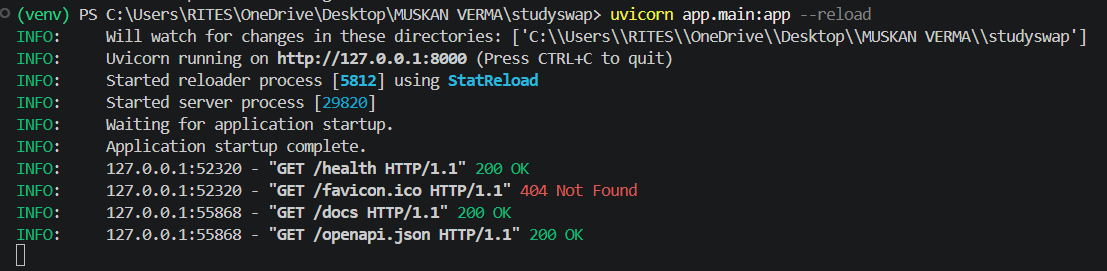 (venv) PS C:\Users\RITES\OneDrive\Desktop\MUSKAN VERMA\studyswap> uvicorn app.main:app --reload
INFO:     Will watch for changes in these directories: ['C:\\Users\\RITES\\OneDrive\\Desktop\\MUSKAN VERMA\\studyswap']
INFO:     Uvicorn running on http://127.0.0.1:8000 (Press CTRL+C to quit)
INFO:     Started reloader process [5812] using StatReload
INFO:     Started server process [29820]
INFO:     Waiting for application startup.
INFO:     Application startup complete.
INFO:     127.0.0.1:52320 - "GET /health HTTP/1.1" 200 OK
INFO:     127.0.0.1:52320 - "GET /favicon.ico HTTP/1.1" 404 Not Found
INFO:     127.0.0.1:55868 - "GET /docs HTTP/1.1" 200 OK
INFO:     127.0.0.1:55868 - "GET /openapi.json HTTP/1.1" 200 OK